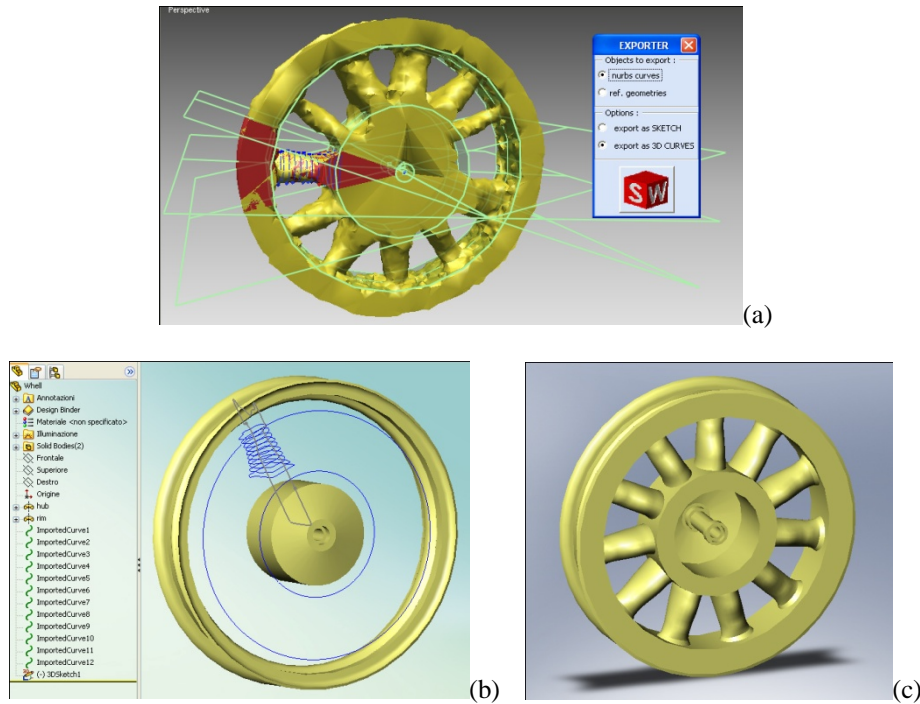 Perspective
EXPORTER
Objects to export :
nurbs curves
ref. geometries
Options :
export as SKETCH
export as 3D CURVES
SW
(a)
Whell
Annotazioni
Design Binder
Materiale <non specificato>
Illuminazione
Solid Bodies(2)
Frontale
Superiore
Destro
Origine
hub
rim
ImportedCurve1
ImportedCurve2
ImportedCurve3
ImportedCurve4
ImportedCurve5
ImportedCurve6
ImportedCurve7
ImportedCurve8
ImportedCurve9
ImportedCurve10
ImportedCurve11
ImportedCurve12
(-) 3DSketch1
(b)
(c)